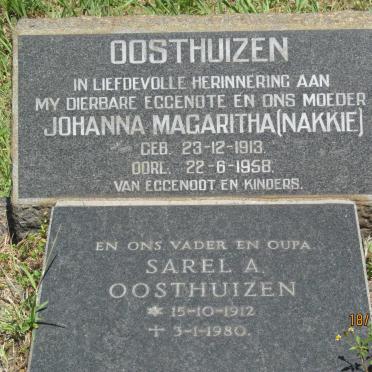 OOSTHUIZEN
IN LIEFDEVOLLE HERINNERING AAN
MY DIERBARE EGGENOTE EN ONS MOEDER
JOHANNA MAGARITHA (NAKKIE)
GEB. 23-12-1913.
OORL. 22-6-1958.
VAN EGGENOOT EN KINDERS.
EN ONS VADER EN OUPA
SAREL A.
OOSTHUIZEN
* 15-10-1912
+ 3-1-1980.
18/